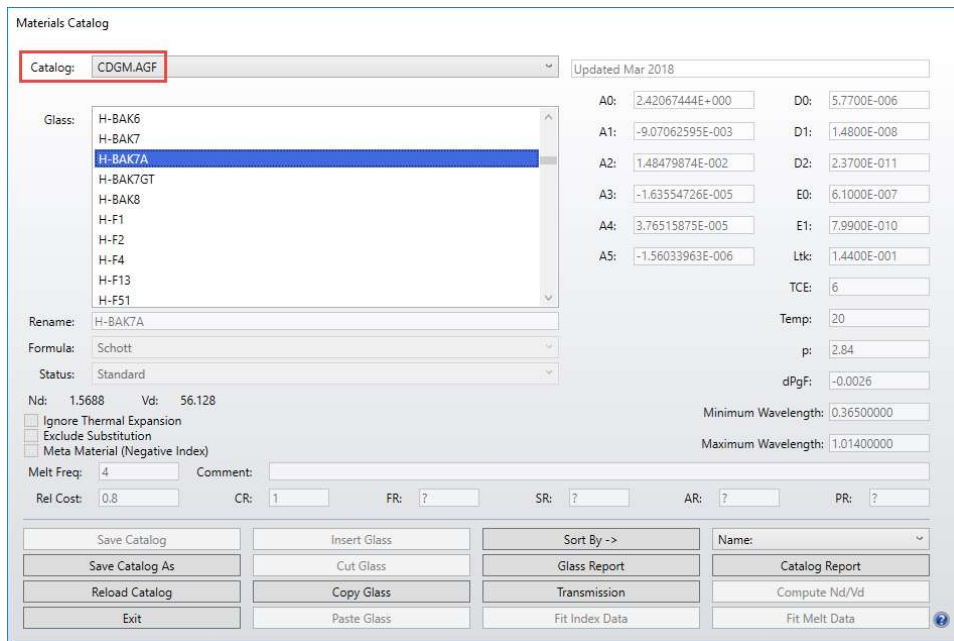 Materials Catalog
Catalog: CDGM.AGF Updated Mar 2018
A0: 2.42067444E+000 D0: 5.7700E-006
Glass: H-BAK6
H-BAK7 A1: -9.07062595E-003 D1: 1.4800E-008
H-BAK7A A2: 1.48479874E-002 D2: 2.3700E-011
H-BAK7GT
H-BAK8 A3: -1.63554726E-005 E0: 6.1000E-007
H-F1
H-F2 A4: 3.76515875E-005 E1: 7.9900E-010
H-F4 A5: -1.56033963E-006 Ltk: 1.4400E-001
H-F13 TCE: 6
H-F51
Rename: H-BAK7A Temp: 20
Formula: Schott p: 2.84
Status: Standard dPgF: -0.0026
Nd: 1.5688 Vd: 56.128
Ignore Thermal Expansion Minimum Wavelength: 0.36500000
Exclude Substitution
Meta Material (Negative Index) Maximum Wavelength: 1.01400000
Melt Freq: 4 Comment:
Rel Cost: 0.8 CR: 1 FR: ? SR: ? AR: ? PR: ?
Save Catalog Insert Glass Sort By -> Name:
Save Catalog As Cut Glass Glass Report Catalog Report
Reload Catalog Copy Glass Transmission Compute Nd/Vd
Exit Paste Glass Fit Index Data Fit Melt Data ?